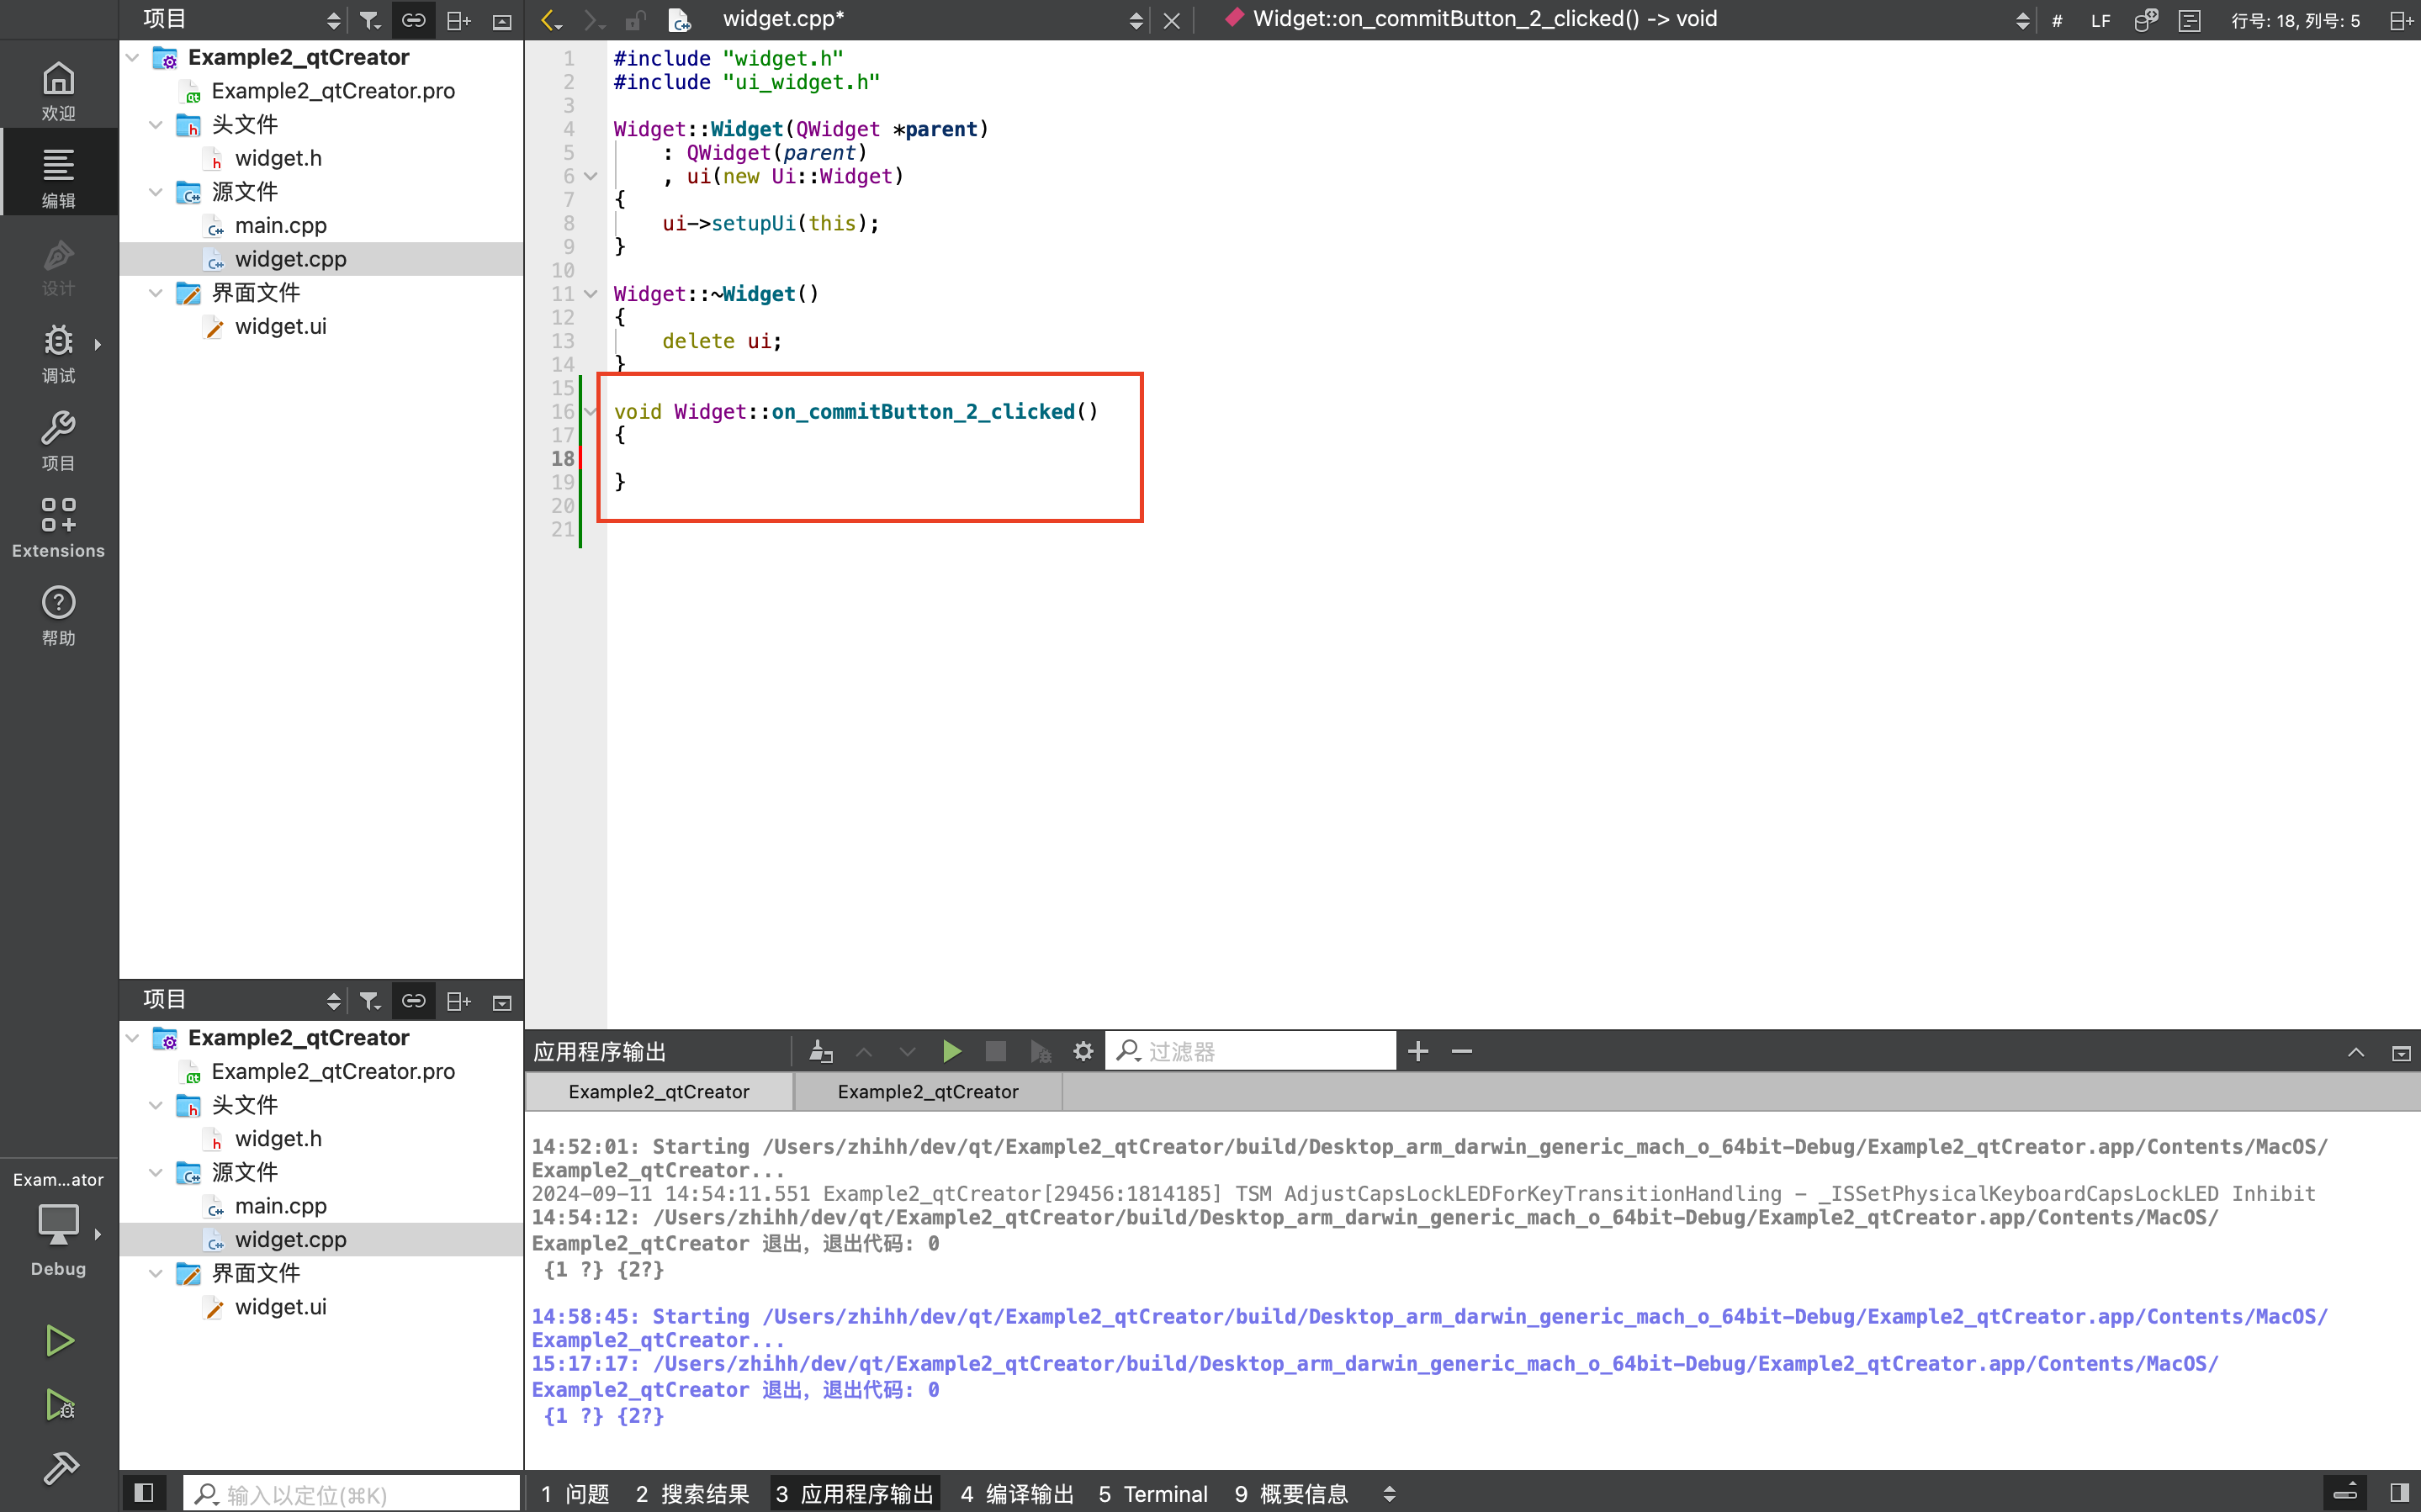 项目
widget.cpp*
Widget::on_commitButton_2_clicked() -> void
#
LF
行号: 18, 列号: 5
欢迎
编辑
设计
调试
项目
Extensions
帮助
Example2_qtCreator
Example2_qtCreator.pro
头文件
widget.h
源文件
main.cpp
widget.cpp
界面文件
widget.ui
1 #include "widget.h"
2 #include "ui_widget.h"
3
4 Widget::Widget(QWidget *parent)
5     : QWidget(parent)
6     , ui(new Ui::Widget)
7 {
8     ui->setupUi(this);
9 }
10
11 Widget::~Widget()
12 {
13     delete ui;
14 }
15
16 void Widget::on_commitButton_2_clicked()
17 {
18
19 }
20
21
项目
Example2_qtCreator
Example2_qtCreator.pro
头文件
widget.h
源文件
main.cpp
widget.cpp
界面文件
widget.ui
应用程序输出
过滤器
Example2_qtCreator
Example2_qtCreator
14:52:01: Starting /Users/zhihh/dev/qt/Example2_qtCreator/build/Desktop_arm_darwin_generic_mach_o_64bit-Debug/Example2_qtCreator.app/Contents/MacOS/
Example2_qtCreator...
2024-09-11 14:54:11.551 Example2_qtCreator[29456:1814185] TSM AdjustCapsLockLEDForKeyTransitionHandling - _ISSetPhysicalKeyboardCapsLockLED Inhibit
14:54:12: /Users/zhihh/dev/qt/Example2_qtCreator/build/Desktop_arm_darwin_generic_mach_o_64bit-Debug/Example2_qtCreator.app/Contents/MacOS/
Example2_qtCreator 退出，退出代码: 0
{1 ?} {2?}
14:58:45: Starting /Users/zhihh/dev/qt/Example2_qtCreator/build/Desktop_arm_darwin_generic_mach_o_64bit-Debug/Example2_qtCreator.app/Contents/MacOS/
Example2_qtCreator...
15:17:17: /Users/zhihh/dev/qt/Example2_qtCreator/build/Desktop_arm_darwin_generic_mach_o_64bit-Debug/Example2_qtCreator.app/Contents/MacOS/
Example2_qtCreator 退出，退出代码: 0
{1 ?} {2?}
Exam...ator
Debug
输入以定位(⌘K)
1 问题
2 搜索结果
3 应用程序输出
4 编译输出
5 Terminal
9 概要信息